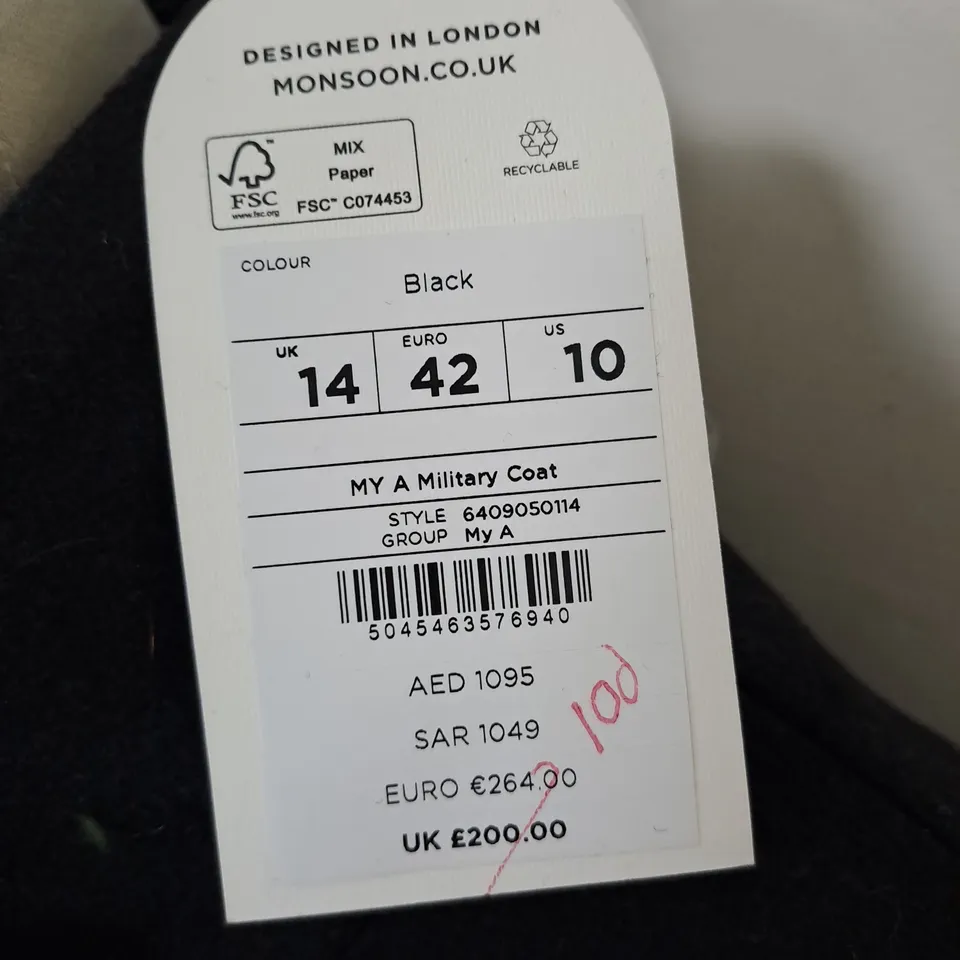 DESIGNED IN LONDON
MONSOON.CO.UK
MIX
Paper
FSC™ C074453
FSC
www.fsc.org
RECYCLABLE
COLOUR
Black
UK 14 EURO 42 US 10
MY A Military Coat
STYLE 6409050114
GROUP My A
5045463576940
AED 1095
SAR 1049
EURO €264.00
UK £200.00
100